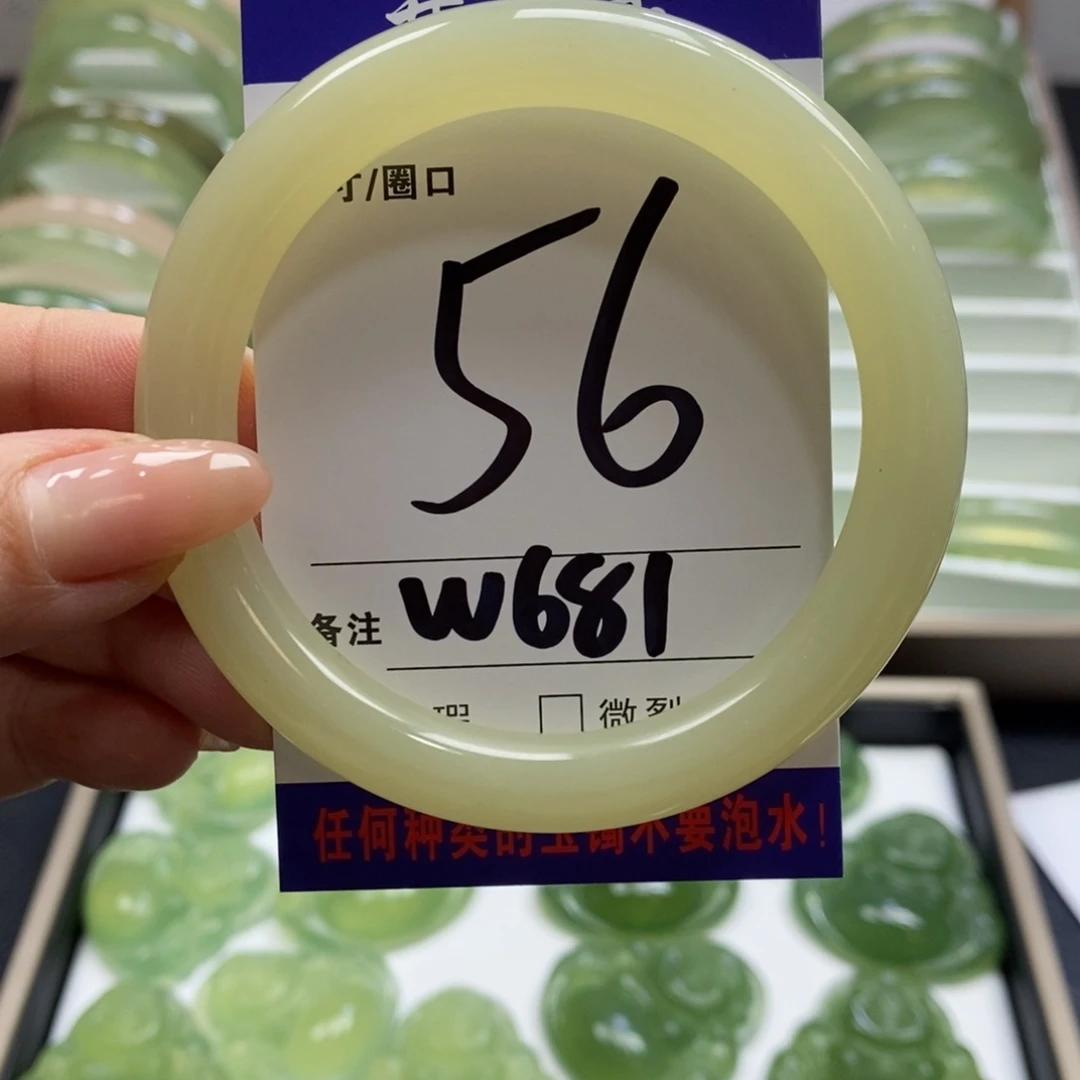 寸/圈口
56
备注 W681
瑕 □ 微裂
任何种类的玉镯不要泡水!